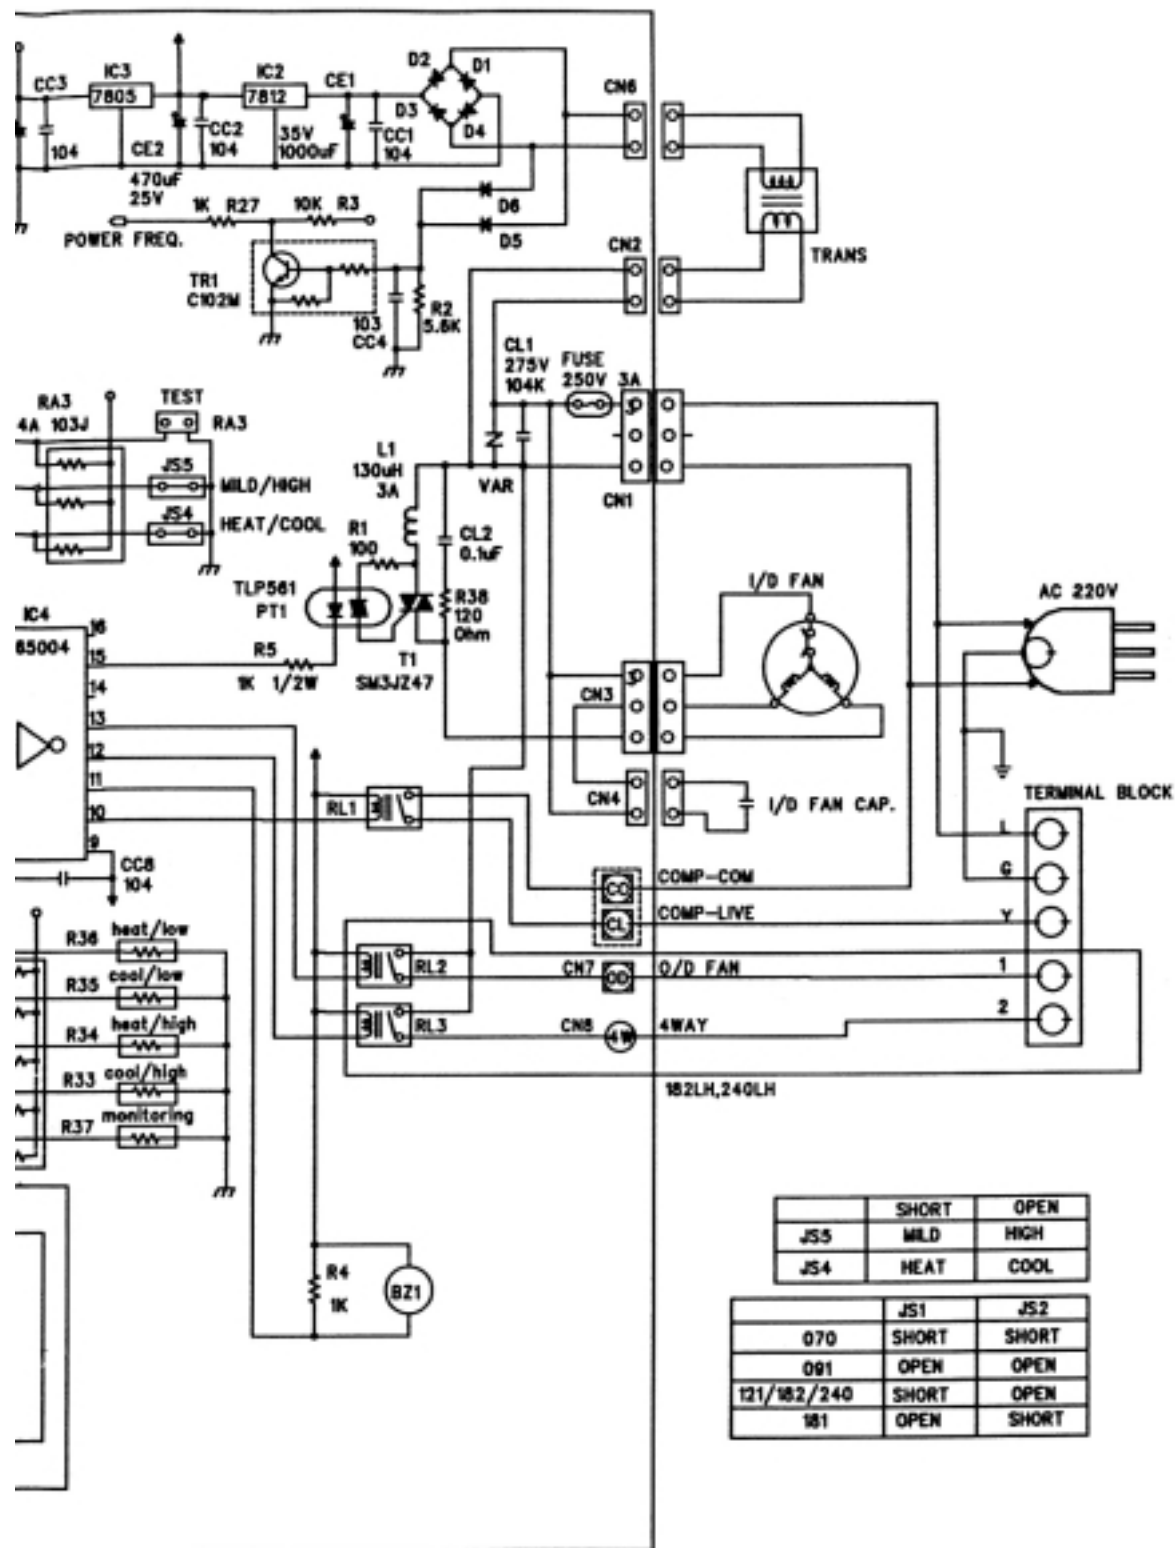 D2
D1
D3
D4
CN6
CC3
IC3
7805
IC2
7812
CE1
CC2
104
CC1
104
35V
1000uF
104
CE2
470uF
25V
D6
D5
1K R27
10K R3
POWER FREQ.
CN2
TRANS
TR1
C102M
R2
5.6K
103
CC4
CL1
275V
104K
FUSE
250V
3A
3
CN1
RA3
4A 103J
TEST
RA3
JS5
MILD/HIGH
JS4
HEAT/COOL
L1
130uH
3A
VAR
R1
100
CL2
0.1uF
TLP561
PT1
R38
120
Ohm
T1
SM3JZ47
R5
1K 1/2W
I/D FAN
AC 220V
IC4
65004
16
15
14
13
12
11
10
9
3
CN3
CN4
I/D FAN CAP.
TERMINAL BLOCK
L
G
Y
1
2
RL1
CC8
104
CO
COMP-COM
CL
COMP-LIVE
RL2
CN7
OD
O/D FAN
RL3
4W
4WAY
182LH,240LH
R36
heat/low
R35
cool/low
R34
heat/high
R33
cool/high
R37
monitoring
R4
1K
BZ1
SHORT OPEN
JS5 MILD HIGH
JS4 HEAT COOL
JS1 JS2
070 SHORT SHORT
091 OPEN OPEN
121/182/240 SHORT OPEN
181 OPEN SHORT